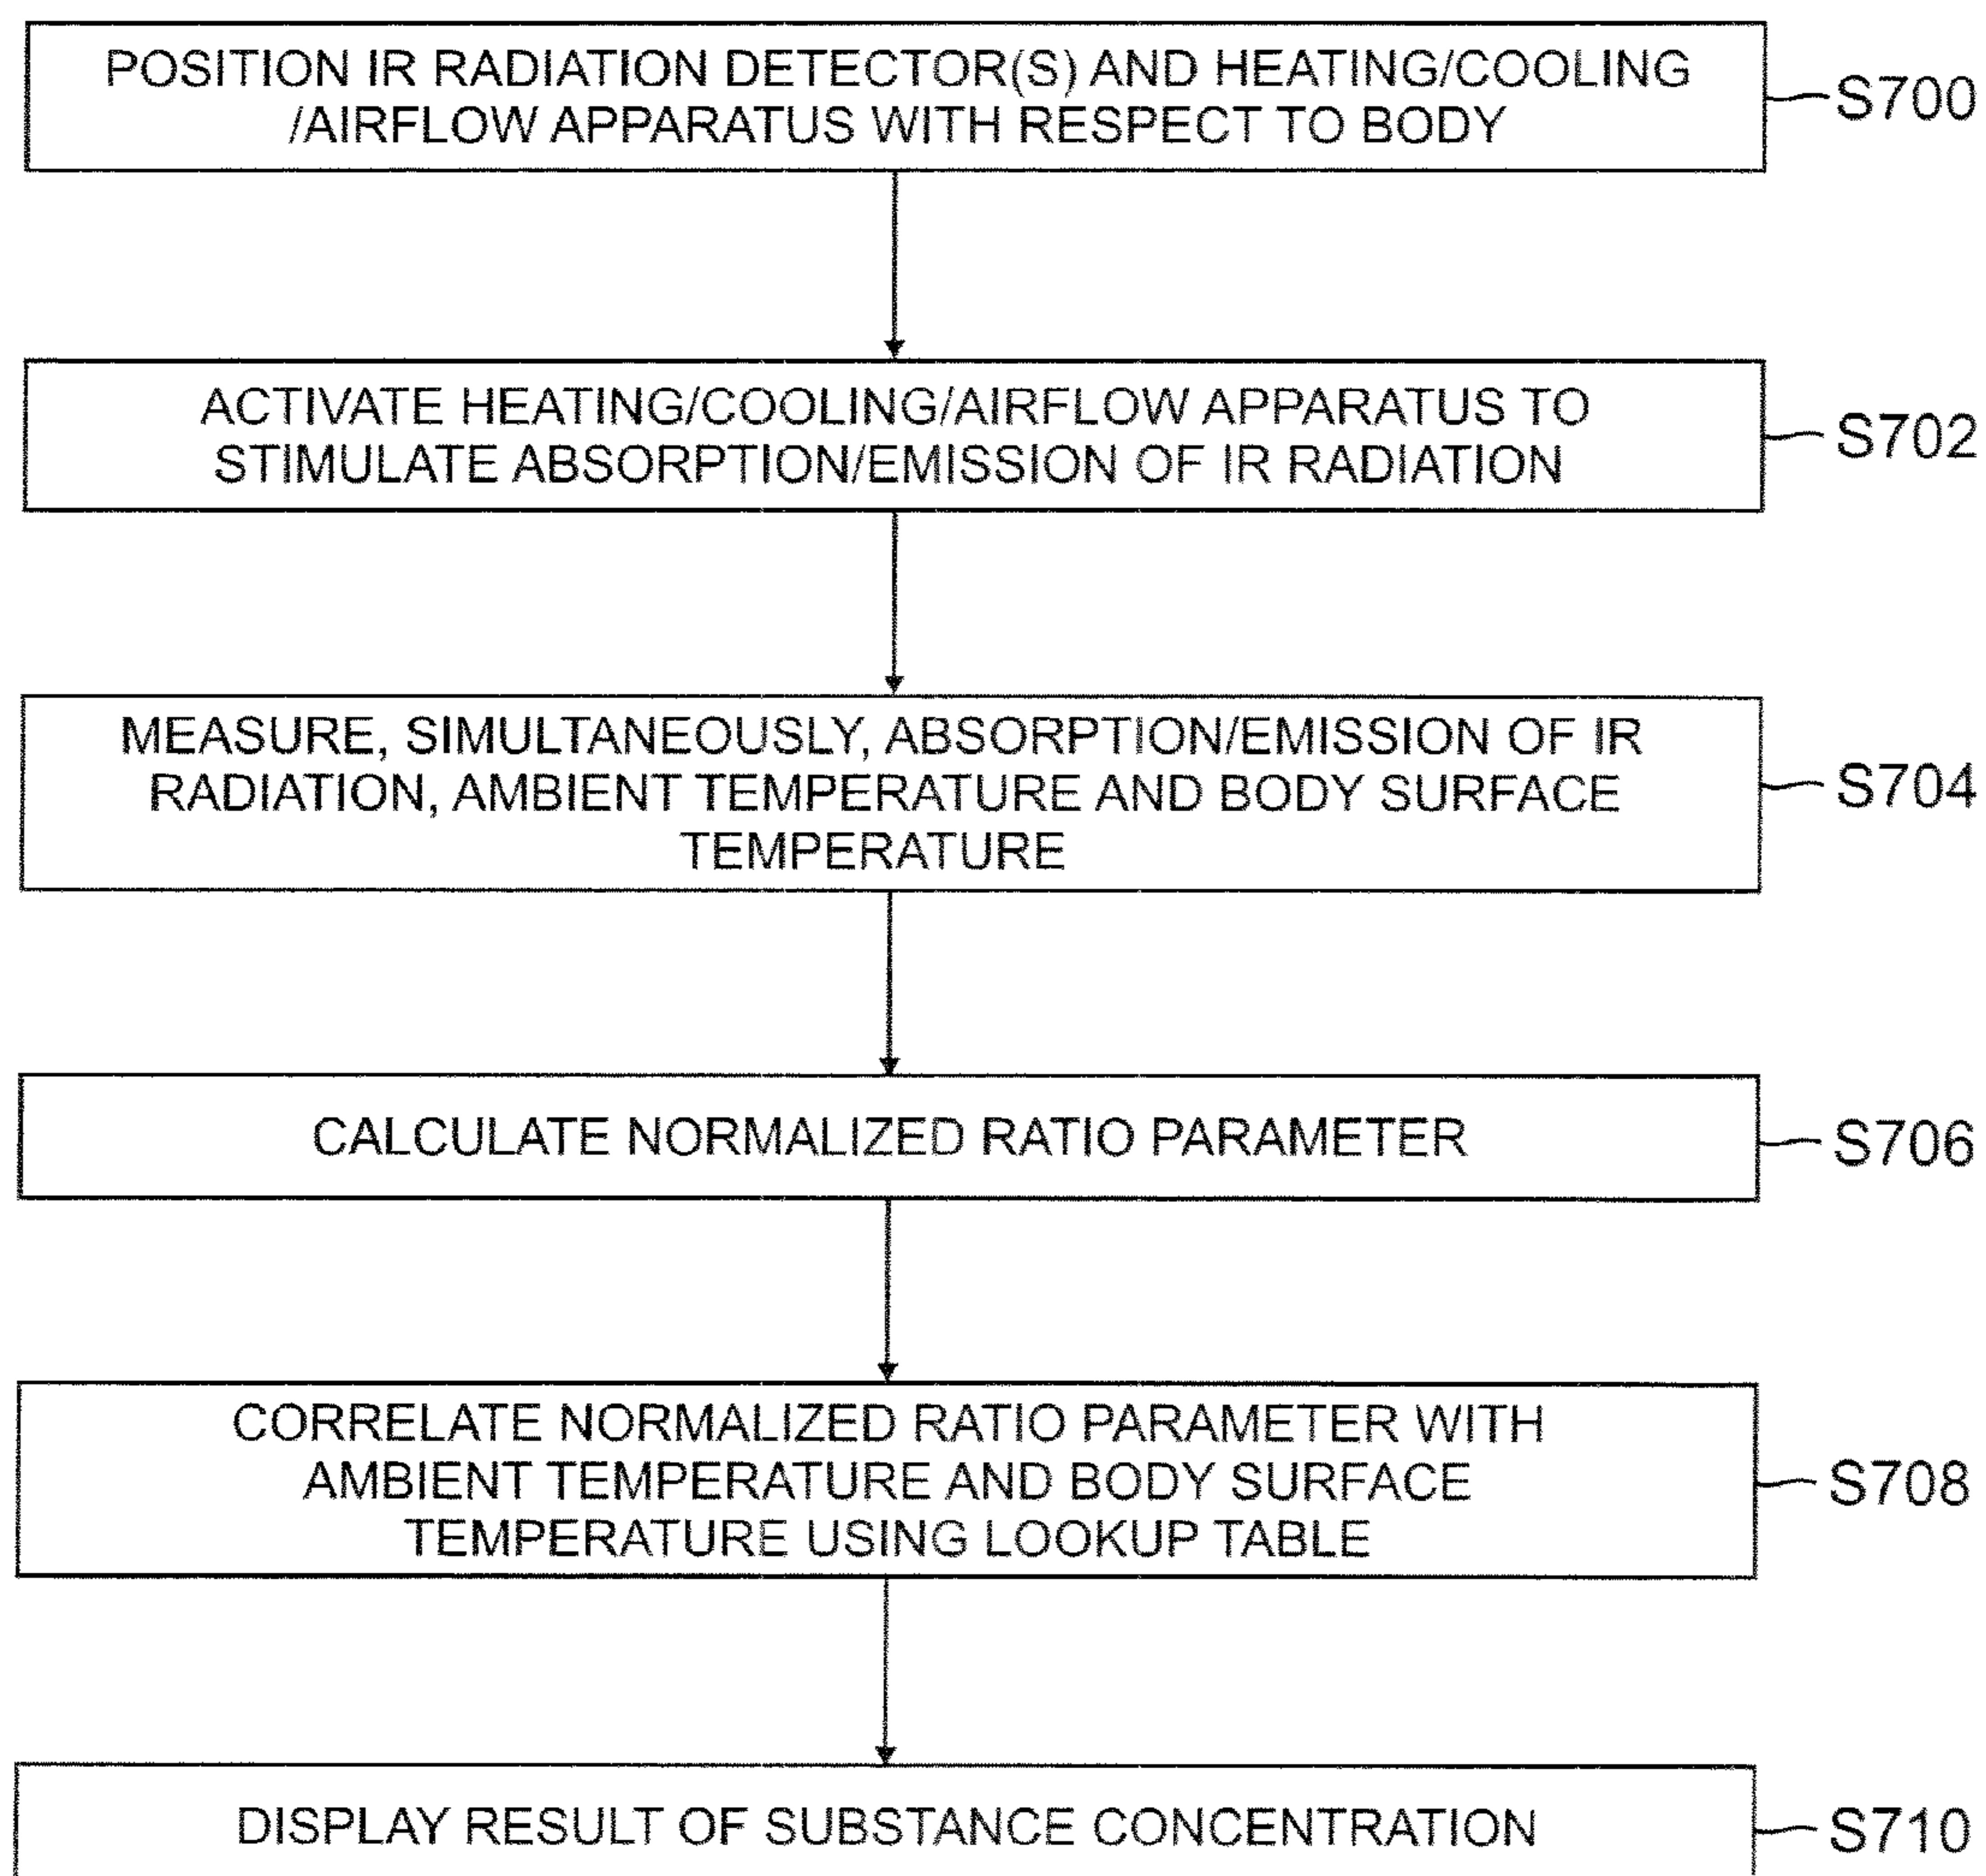 POSITION IR RADIATION DETECTOR(S) AND HEATING/COOLING
/AIRFLOW APPARATUS WITH RESPECT TO BODY
S700
ACTIVATE HEATING/COOLING/AIRFLOW APPARATUS TO
STIMULATE ABSORPTION/EMISSION OF IR RADIATION
S702
MEASURE, SIMULTANEOUSLY, ABSORPTION/EMISSION OF IR
RADIATION, AMBIENT TEMPERATURE AND BODY SURFACE
TEMPERATURE
S704
CALCULATE NORMALIZED RATIO PARAMETER
S706
CORRELATE NORMALIZED RATIO PARAMETER WITH
AMBIENT TEMPERATURE AND BODY SURFACE
TEMPERATURE USING LOOKUP TABLE
S708
DISPLAY RESULT OF SUBSTANCE CONCENTRATION
S710